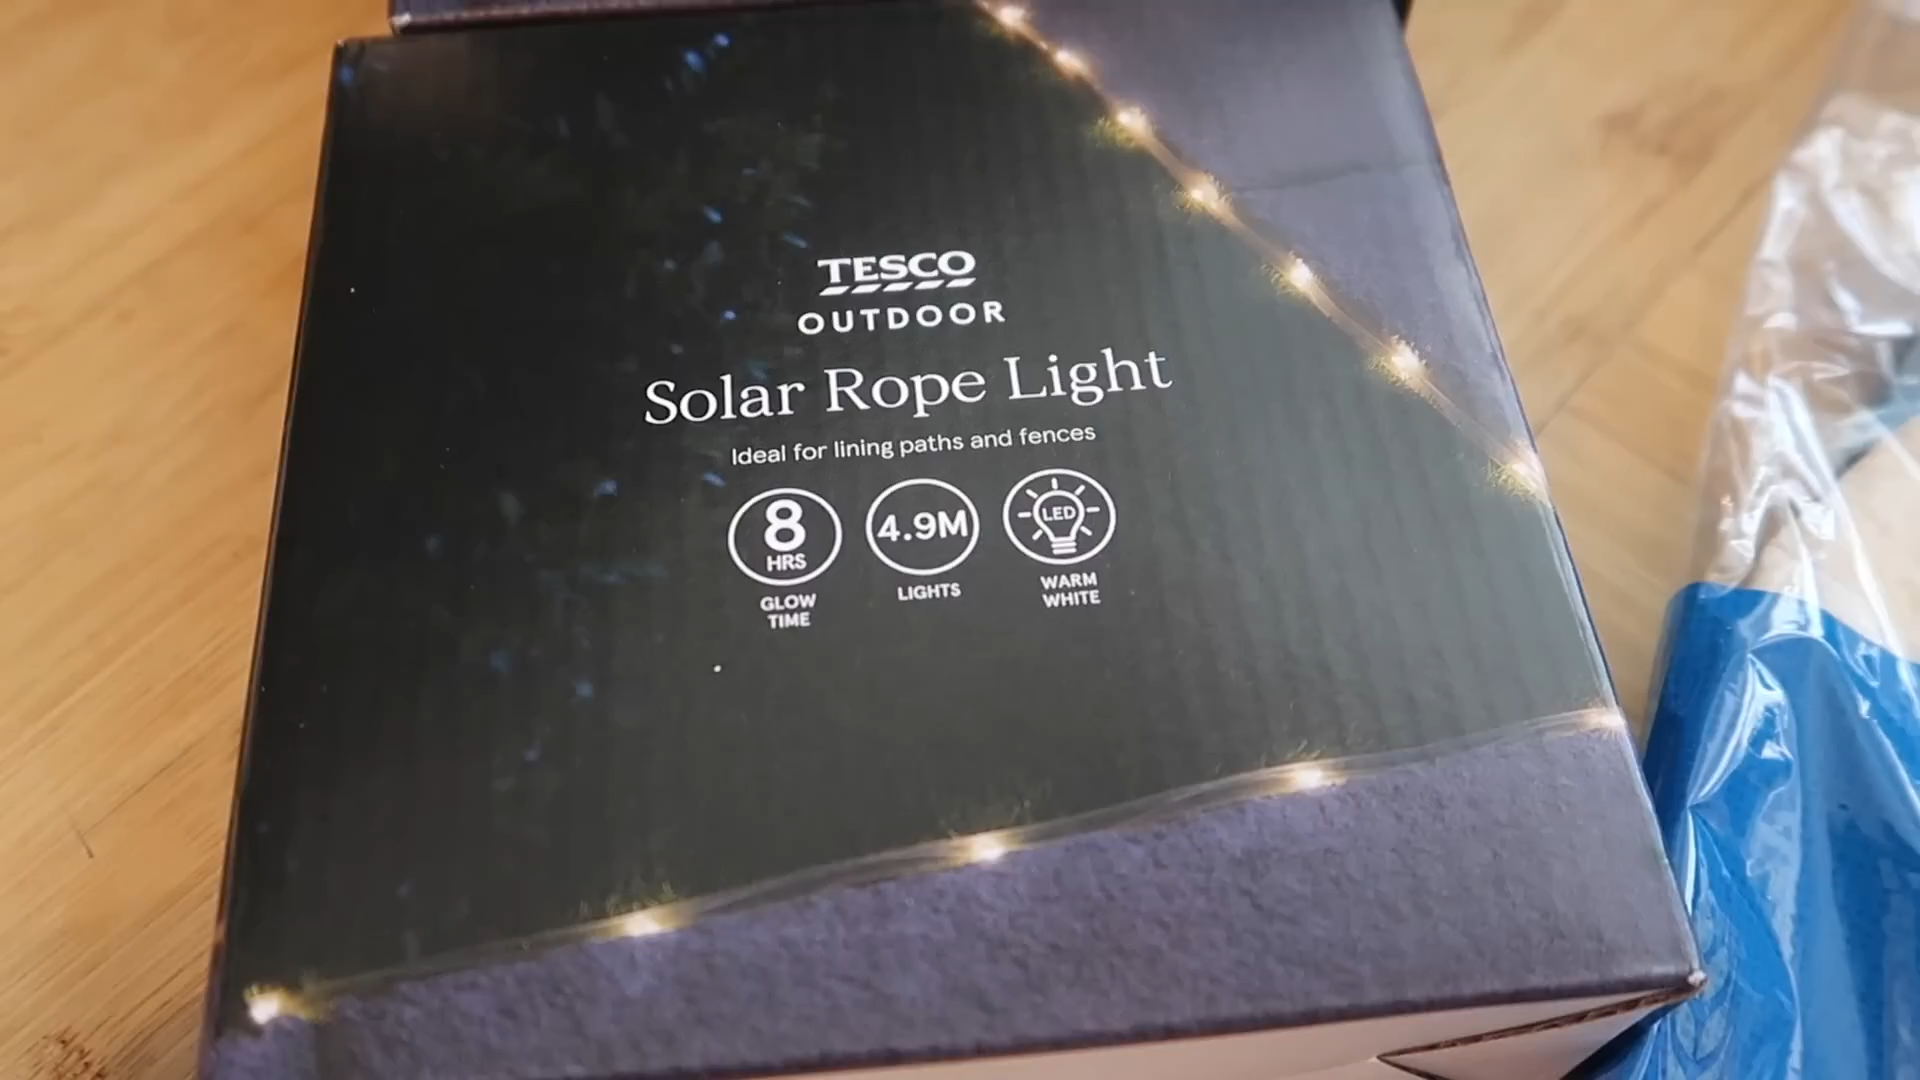 TESCO
OUTDOOR
Solar Rope Light
Ideal for lining paths and fences
8
HRS
GLOW
TIME
4.9M
LIGHTS
LED
WARM
WHITE